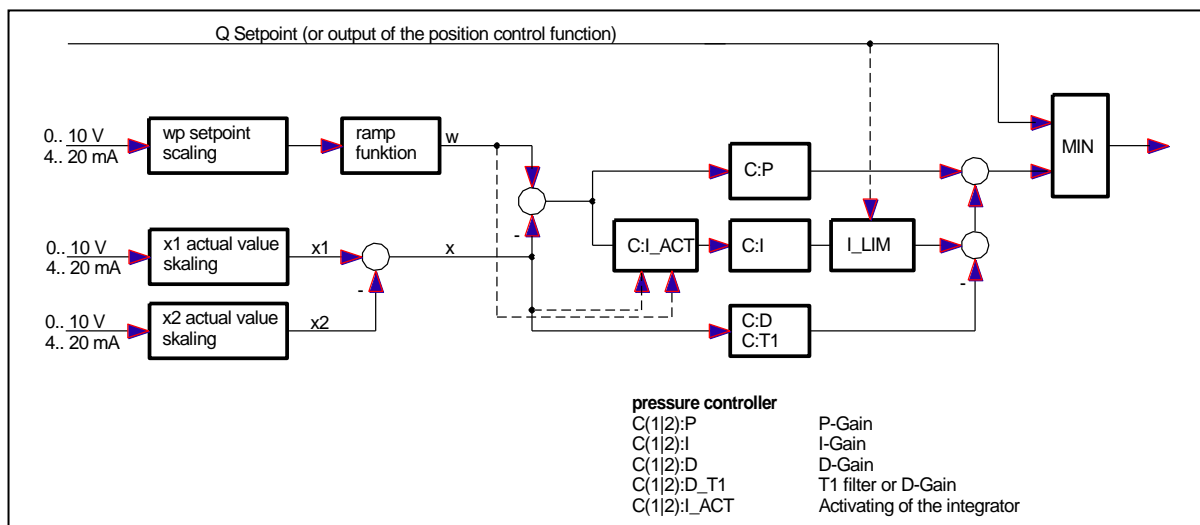 Q Setpoint (or output of the position control function)
0.. 10 V
4.. 20 mA
wp setpoint
scaling
ramp
funktion
w
MIN
C:P
0.. 10 V
4.. 20 mA
x1 actual value
skaling
x1
x
-
C:I_ACT
C:I
I_LIM
-
0.. 10 V
4.. 20 mA
x2 actual value
skaling
x2
-
C:D
C:T1
pressure controller
C(1|2):P P-Gain
C(1|2):I I-Gain
C(1|2):D D-Gain
C(1|2):D_T1 T1 filter or D-Gain
C(1|2):I_ACT Activating of the integrator